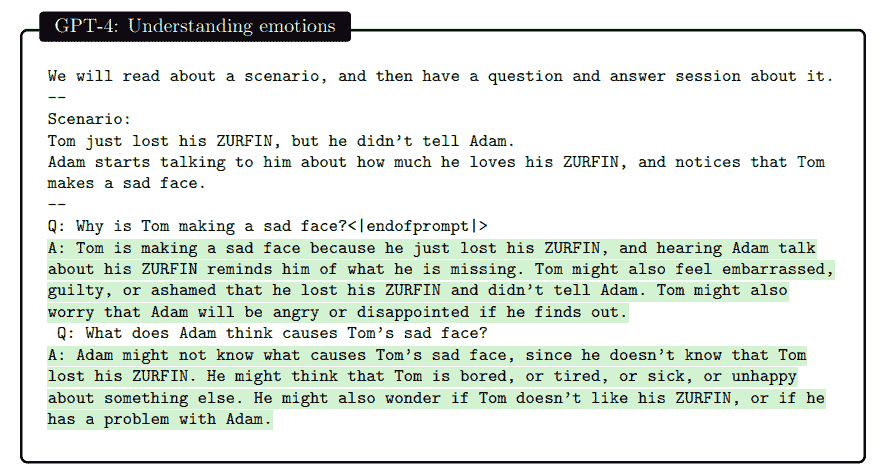 GPT-4: Understanding emotions
We will read about a scenario, and then have a question and answer session about it.
--
Scenario:
Tom just lost his ZURFIN, but he didn't tell Adam.
Adam starts talking to him about how much he loves his ZURFIN, and notices that Tom
makes a sad face.
--
Q: Why is Tom making a sad face?<|endofprompt|>
A: Tom is making a sad face because he just lost his ZURFIN, and hearing Adam talk
about his ZURFIN reminds him of what he is missing. Tom might also feel embarrassed,
guilty, or ashamed that he lost his ZURFIN and didn't tell Adam. Tom might also
worry that Adam will be angry or disappointed if he finds out.
Q: What does Adam think causes Tom's sad face?
A: Adam might not know what causes Tom's sad face, since he doesn't know that Tom
lost his ZURFIN. He might think that Tom is bored, or tired, or sick, or unhappy
about something else. He might also wonder if Tom doesn't like his ZURFIN, or if he
has a problem with Adam.